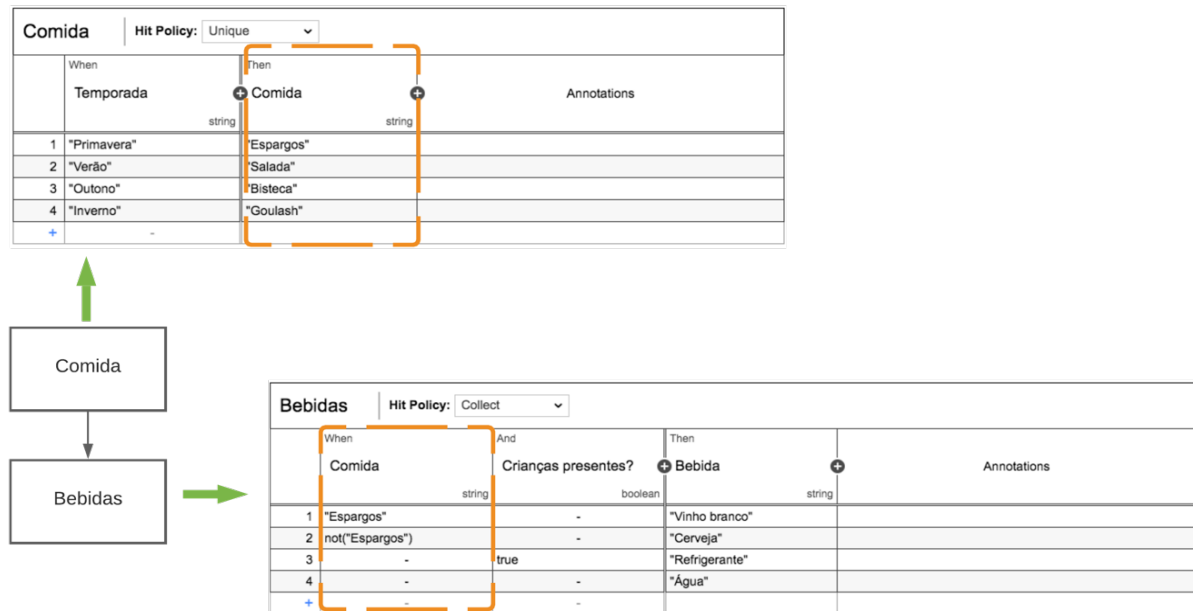 Comida Hit Policy: Unique
When Then
Temporada Comida Annotations
string string
1 "Primavera" "Espargos"
2 "Verão" "Salada"
3 "Outono" "Bisteca"
4 "Inverno" "Goulash"
+ -
Comida
Bebidas
Bebidas Hit Policy: Collect
When And Then
Comida Crianças presentes? Bebida Annotations
string boolean string
1 "Espargos" - "Vinho branco"
2 not("Espargos") - "Cerveja"
3 - true "Refrigerante"
4 - - "Água"
+ - -